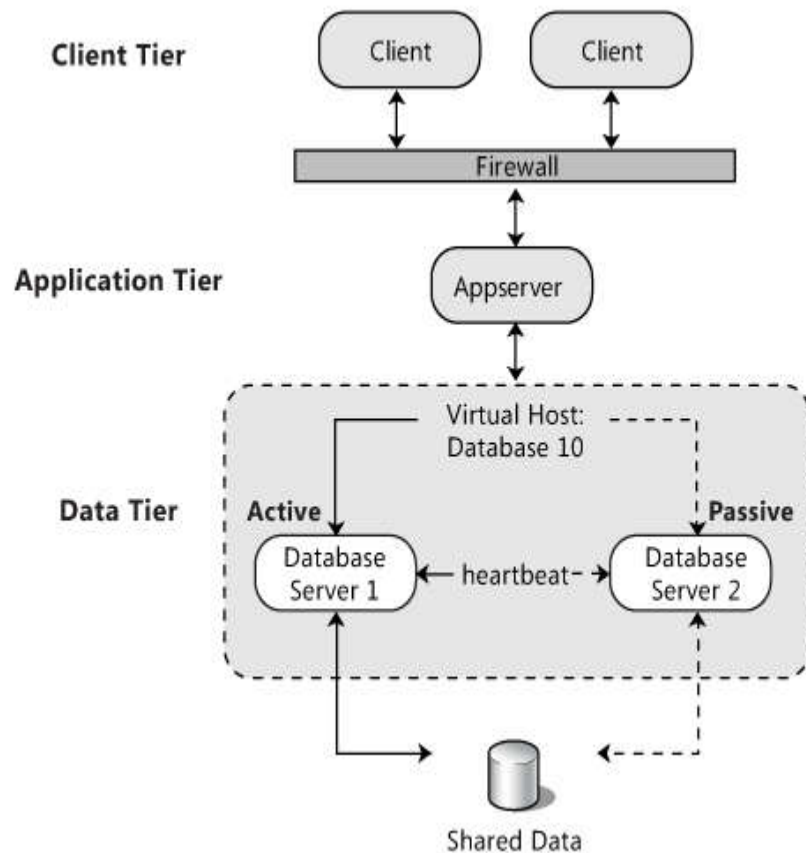 Client Tier
Client
Client
Firewall
Application Tier
Appserver
Virtual Host:
Database 10
Data Tier
Active
Passive
Database
Server 1
heartbeat
Database
Server 2
Shared Data